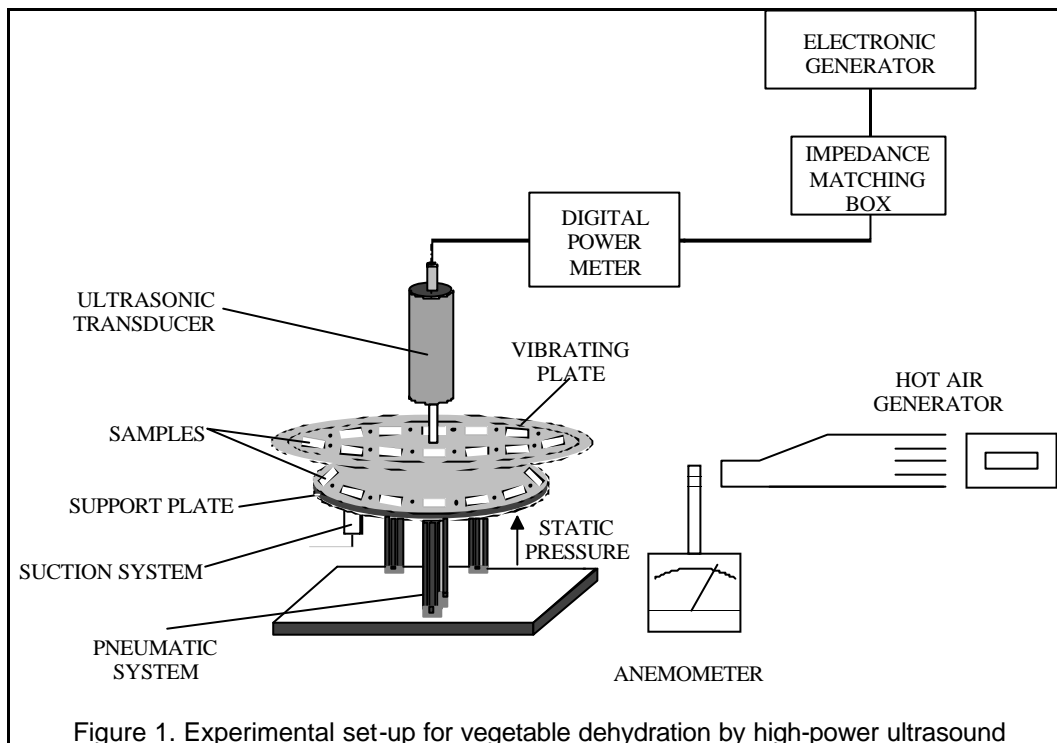 ELECTRONIC
GENERATOR
IMPEDANCE
MATCHING
BOX
DIGITAL
POWER
METER
ULTRASONIC
TRANSDUCER
VIBRATING
PLATE
HOT AIR
GENERATOR
SAMPLES
SUPPORT PLATE
STATIC
PRESSURE
SUCTION SYSTEM
PNEUMATIC
SYSTEM
ANEMOMETER
Figure 1. Experimental set-up for vegetable dehydration by high-power ultrasound